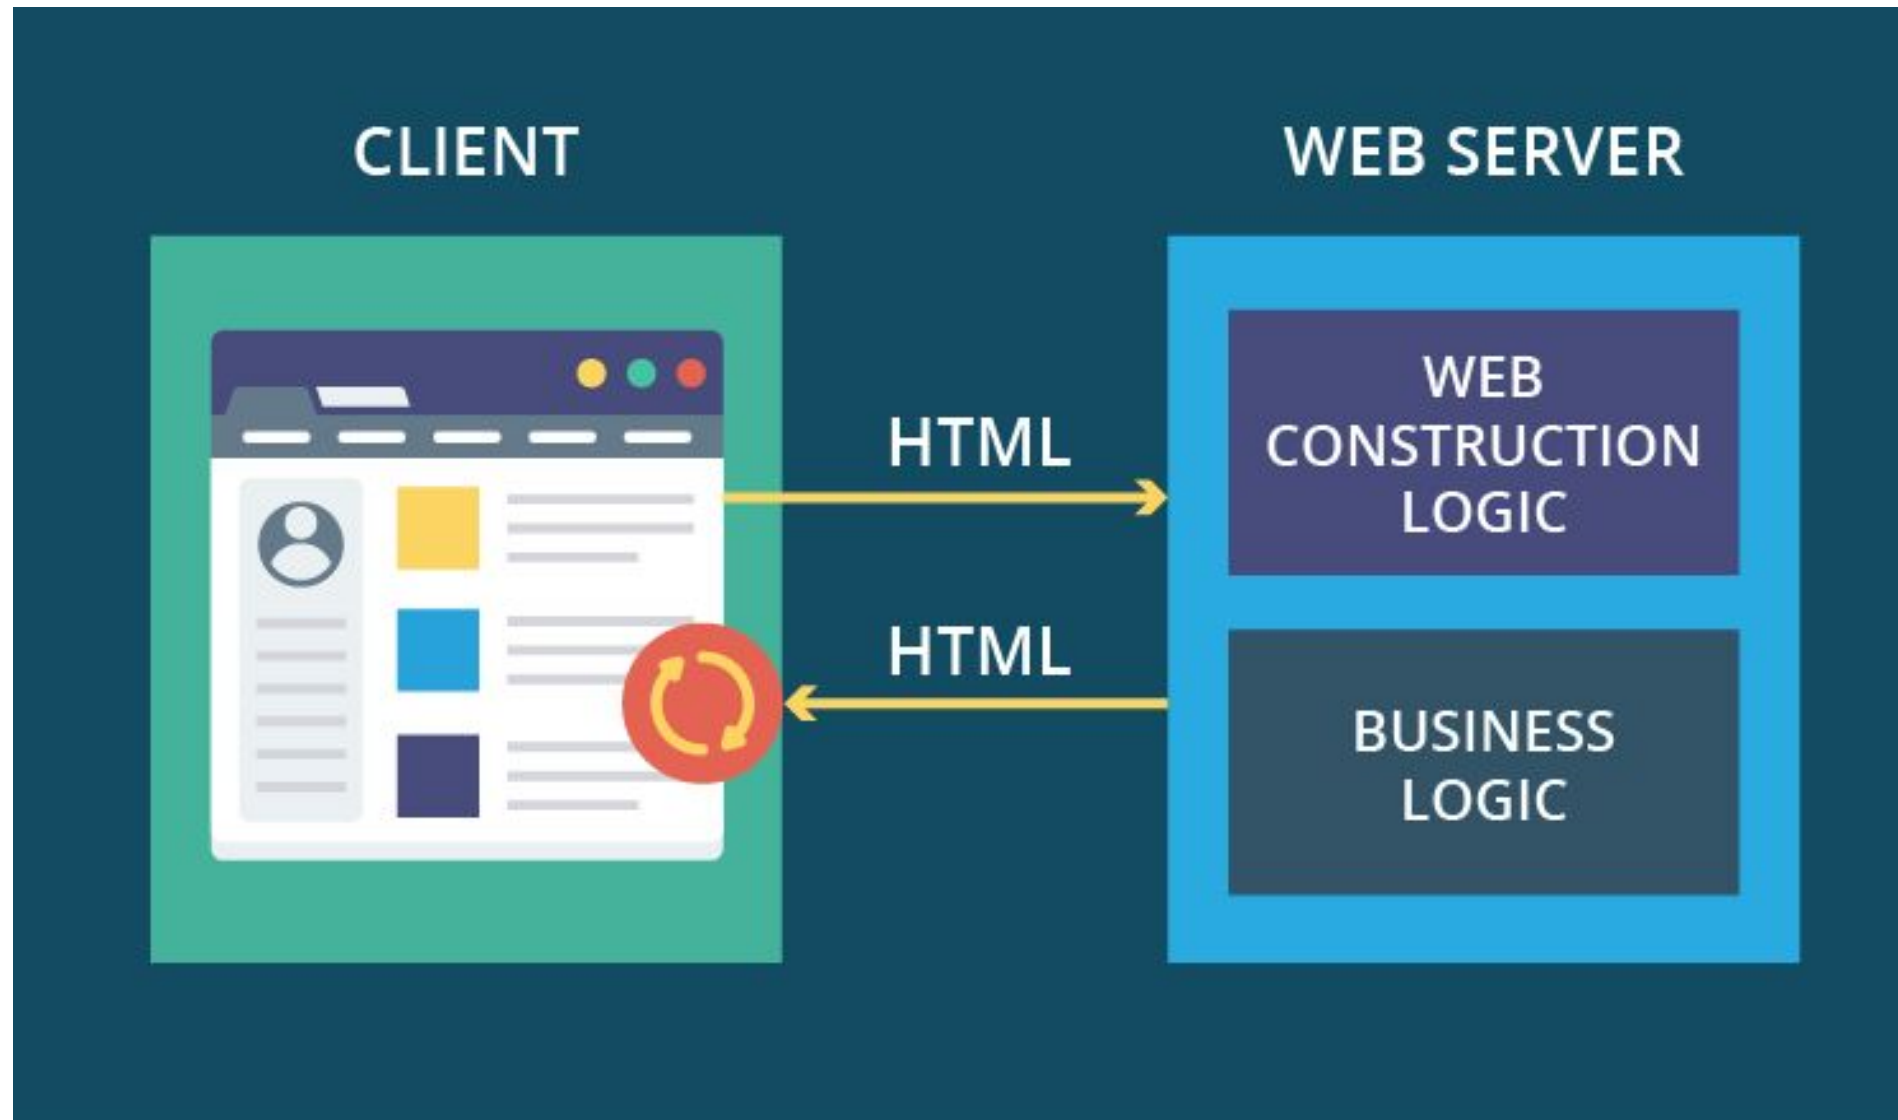 CLIENT
WEB SERVER
HTML
HTML
WEB
CONSTRUCTION
LOGIC
BUSINESS
LOGIC